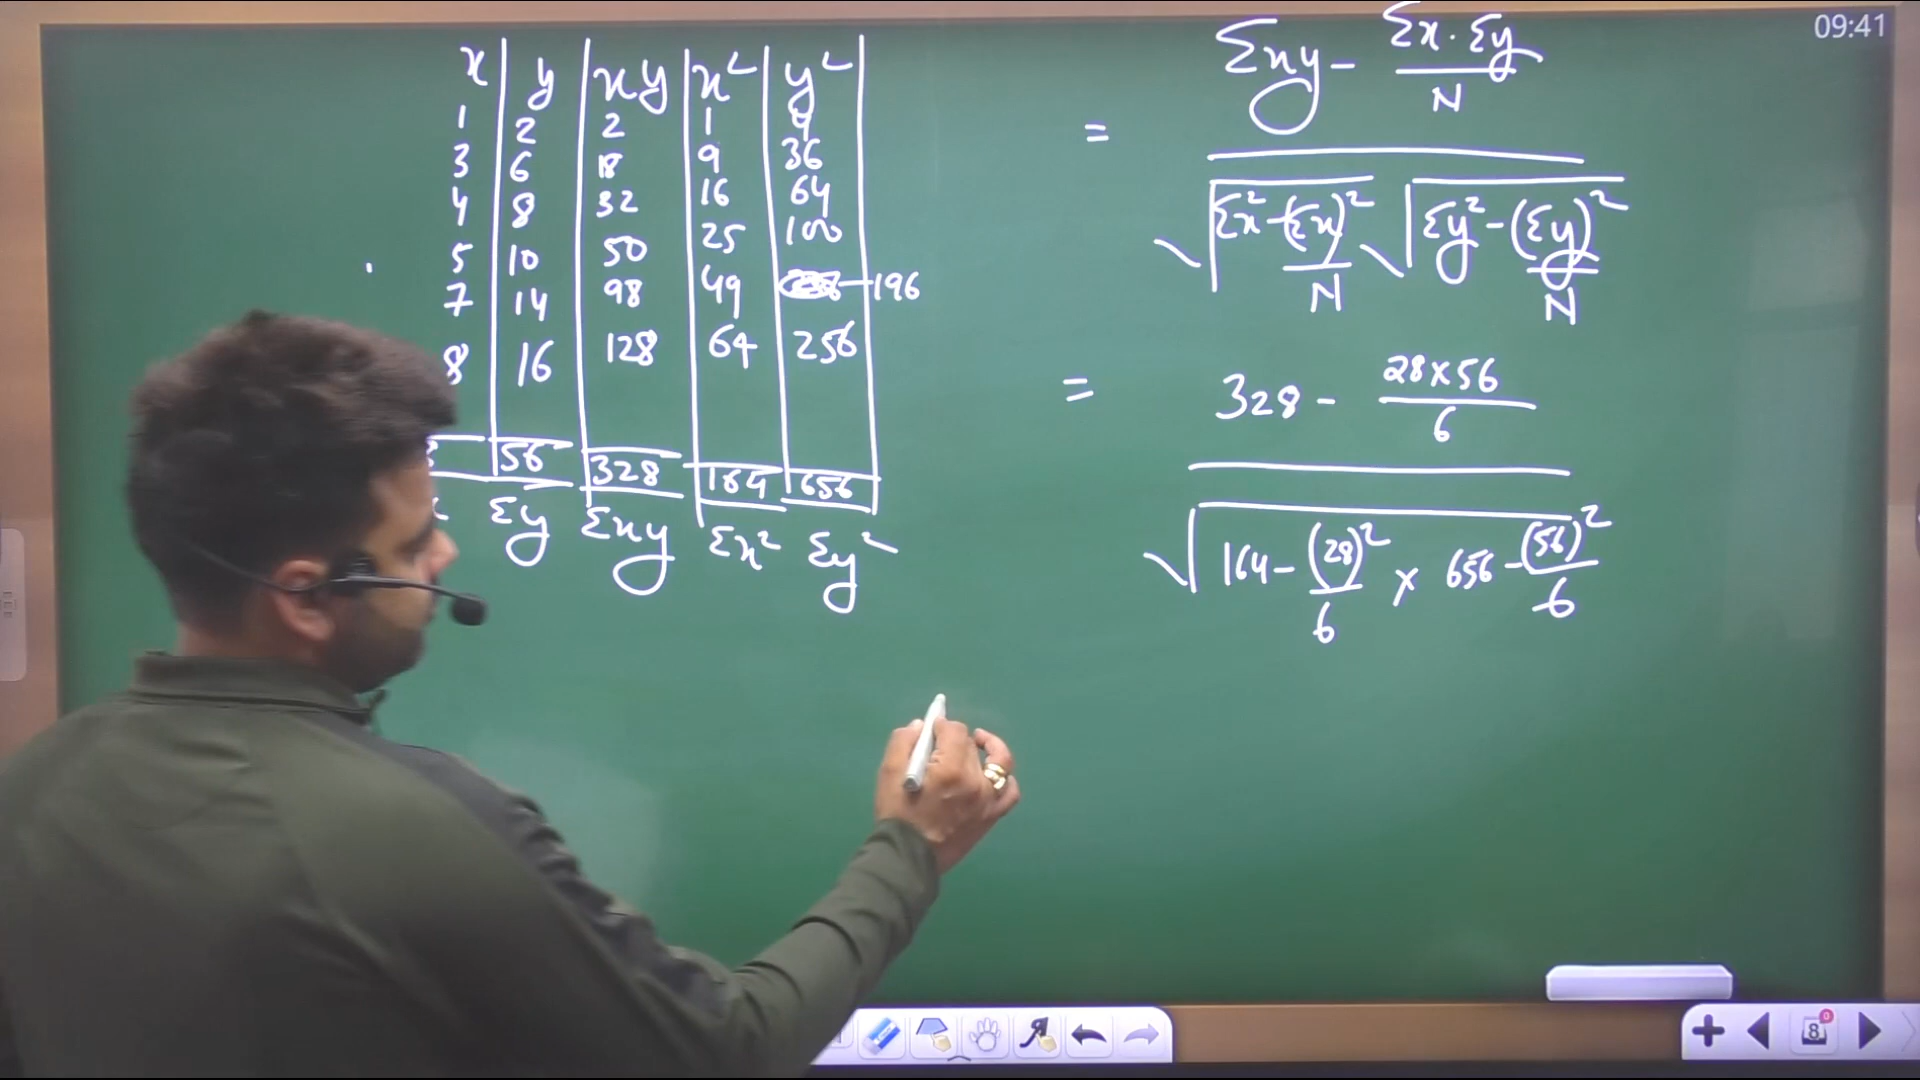 09:41
x y xy x² y²
1 2 2 1 4
3 6 18 9 36
4 8 32 16 64
5 10 50 25 100
7 14 98 49 196
8 16 128 64 256
56 328 164 656
Σy Σxy Σx² Σy²
= Σxy - Σx · Σy / N
√Σx² - (Σx)² / N √Σy² - (Σy)² / N
= 328 - 28×56 / 6
√164 - (28)² / 6 × 656 - (56)² / 6
8
0